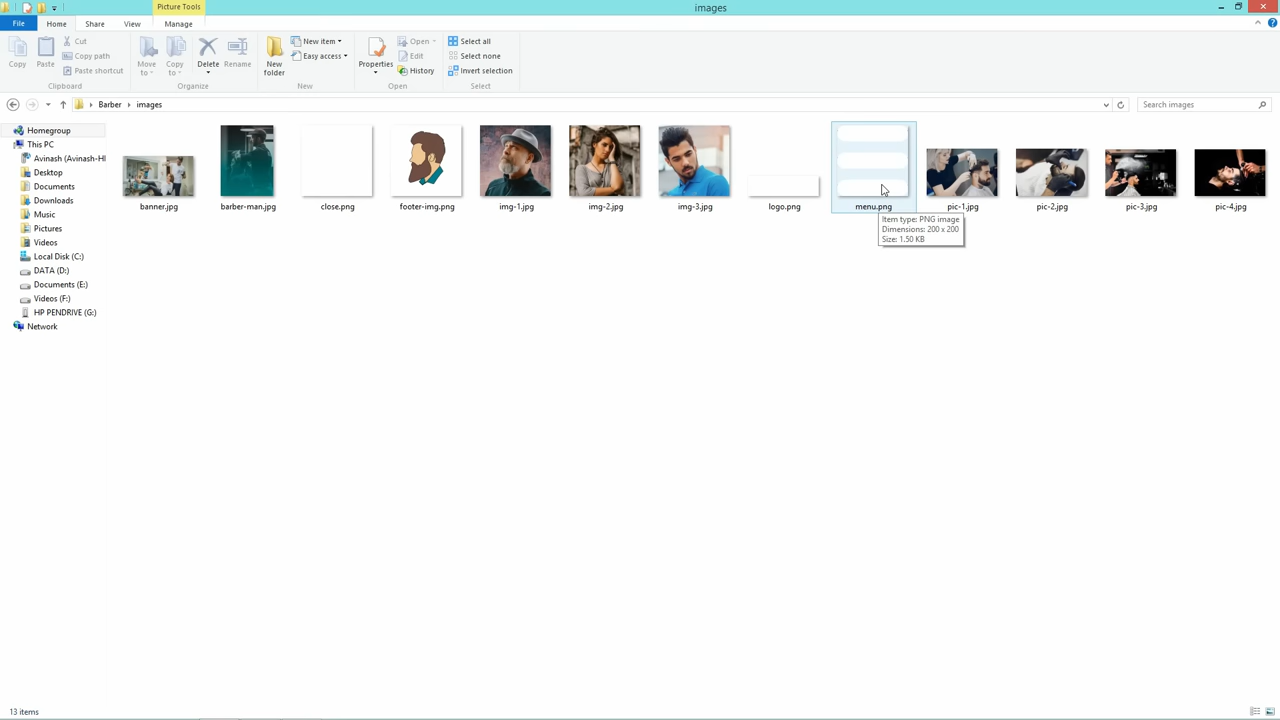 Picture Tools
images
File
Home
Share
View
Manage
Copy
Paste
Cut
Copy path
Paste shortcut
Clipboard
Move to
Copy to
Delete
Rename
Organize
New folder
New item
Easy access
New
Properties
Open
Edit
History
Open
Select all
Select none
Invert selection
Select
Barber
images
Search images
Homegroup
This PC
Avinash (Avinash-HI
Desktop
Documents
Downloads
Music
Pictures
Videos
Local Disk (C:)
DATA (D:)
Documents (E:)
Videos (F:)
HP PENDRIVE (G:)
Network
banner.jpg
barber-man.jpg
close.png
footer-img.png
img-1.jpg
img-2.jpg
img-3.jpg
logo.png
menu.png
pic-1.jpg
pic-2.jpg
pic-3.jpg
pic-4.jpg
Item type: PNG image
Dimensions: 200 x 200
Size: 1.50 KB
13 items